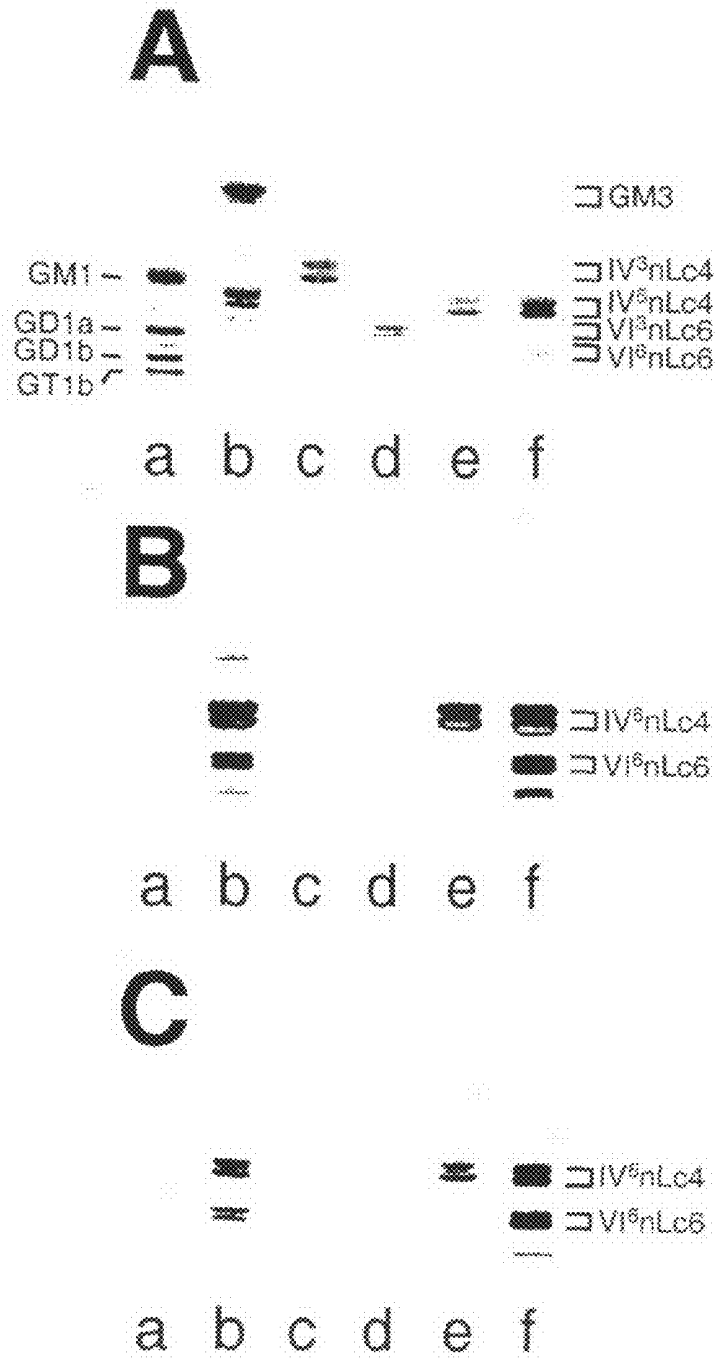 A
GM3
GM1
IV³nLc4
IV⁶nLc4
GD1a
VI³nLc6
GD1b
VI⁶nLc6
GT1b
a b c d e f
B
IV⁶nLc4
VI⁶nLc6
a b c d e f
C
IV⁶nLc4
VI⁶nLc6
a b c d e f